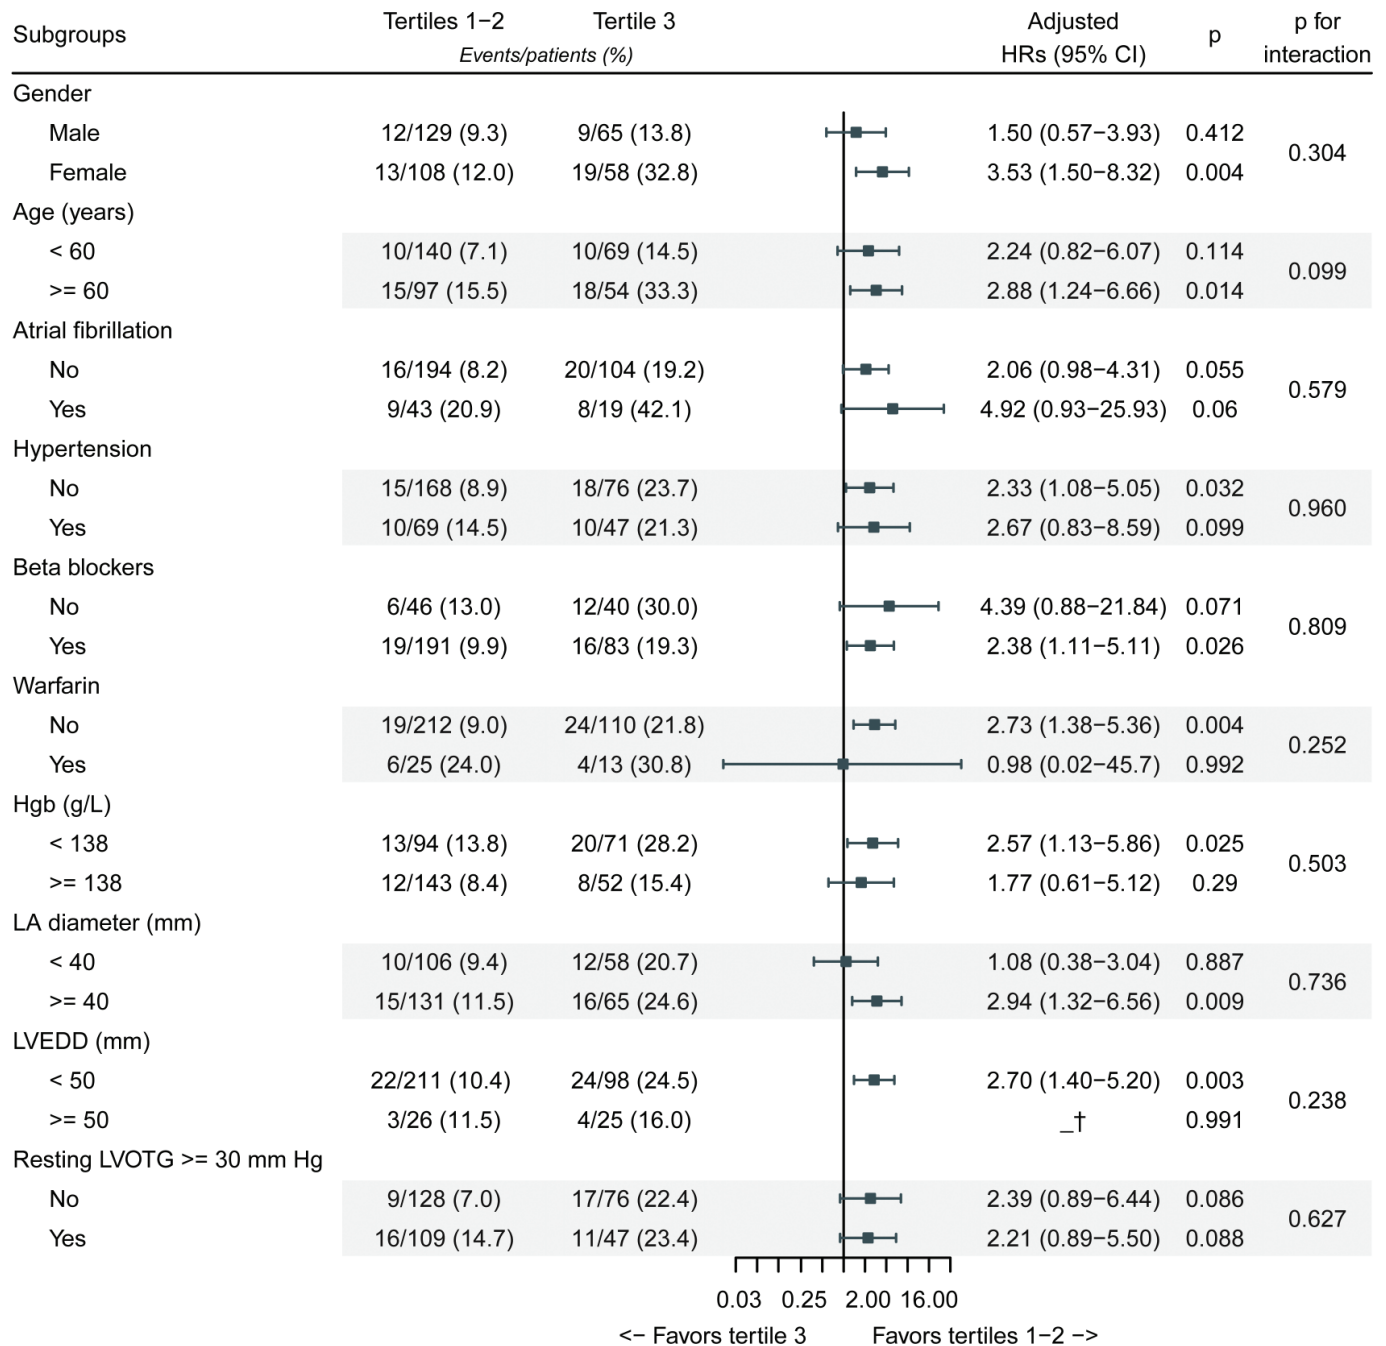 Subgroups Tertiles 1−2 Tertile 3 Adjusted HRs (95% CI) p p for interaction
Events/patients (%)
Gender
Male 12/129 (9.3) 9/65 (13.8) 1.50 (0.57−3.93) 0.412
0.304
Female 13/108 (12.0) 19/58 (32.8) 3.53 (1.50−8.32) 0.004
Age (years)
< 60 10/140 (7.1) 10/69 (14.5) 2.24 (0.82−6.07) 0.114
0.099
>= 60 15/97 (15.5) 18/54 (33.3) 2.88 (1.24−6.66) 0.014
Atrial fibrillation
No 16/194 (8.2) 20/104 (19.2) 2.06 (0.98−4.31) 0.055
0.579
Yes 9/43 (20.9) 8/19 (42.1) 4.92 (0.93−25.93) 0.06
Hypertension
No 15/168 (8.9) 18/76 (23.7) 2.33 (1.08−5.05) 0.032
0.960
Yes 10/69 (14.5) 10/47 (21.3) 2.67 (0.83−8.59) 0.099
Beta blockers
No 6/46 (13.0) 12/40 (30.0) 4.39 (0.88−21.84) 0.071
0.809
Yes 19/191 (9.9) 16/83 (19.3) 2.38 (1.11−5.11) 0.026
Warfarin
No 19/212 (9.0) 24/110 (21.8) 2.73 (1.38−5.36) 0.004
0.252
Yes 6/25 (24.0) 4/13 (30.8) 0.98 (0.02−45.7) 0.992
Hgb (g/L)
< 138 13/94 (13.8) 20/71 (28.2) 2.57 (1.13−5.86) 0.025
0.503
>= 138 12/143 (8.4) 8/52 (15.4) 1.77 (0.61−5.12) 0.29
LA diameter (mm)
< 40 10/106 (9.4) 12/58 (20.7) 1.08 (0.38−3.04) 0.887
0.736
>= 40 15/131 (11.5) 16/65 (24.6) 2.94 (1.32−6.56) 0.009
LVEDD (mm)
< 50 22/211 (10.4) 24/98 (24.5) 2.70 (1.40−5.20) 0.003
0.238
>= 50 3/26 (11.5) 4/25 (16.0) _† 0.991
Resting LVOTG >= 30 mm Hg
No 9/128 (7.0) 17/76 (22.4) 2.39 (0.89−6.44) 0.086
0.627
Yes 16/109 (14.7) 11/47 (23.4) 2.21 (0.89−5.50) 0.088
0.03 0.25 2.00 16.00
<− Favors tertile 3 Favors tertiles 1−2 −>